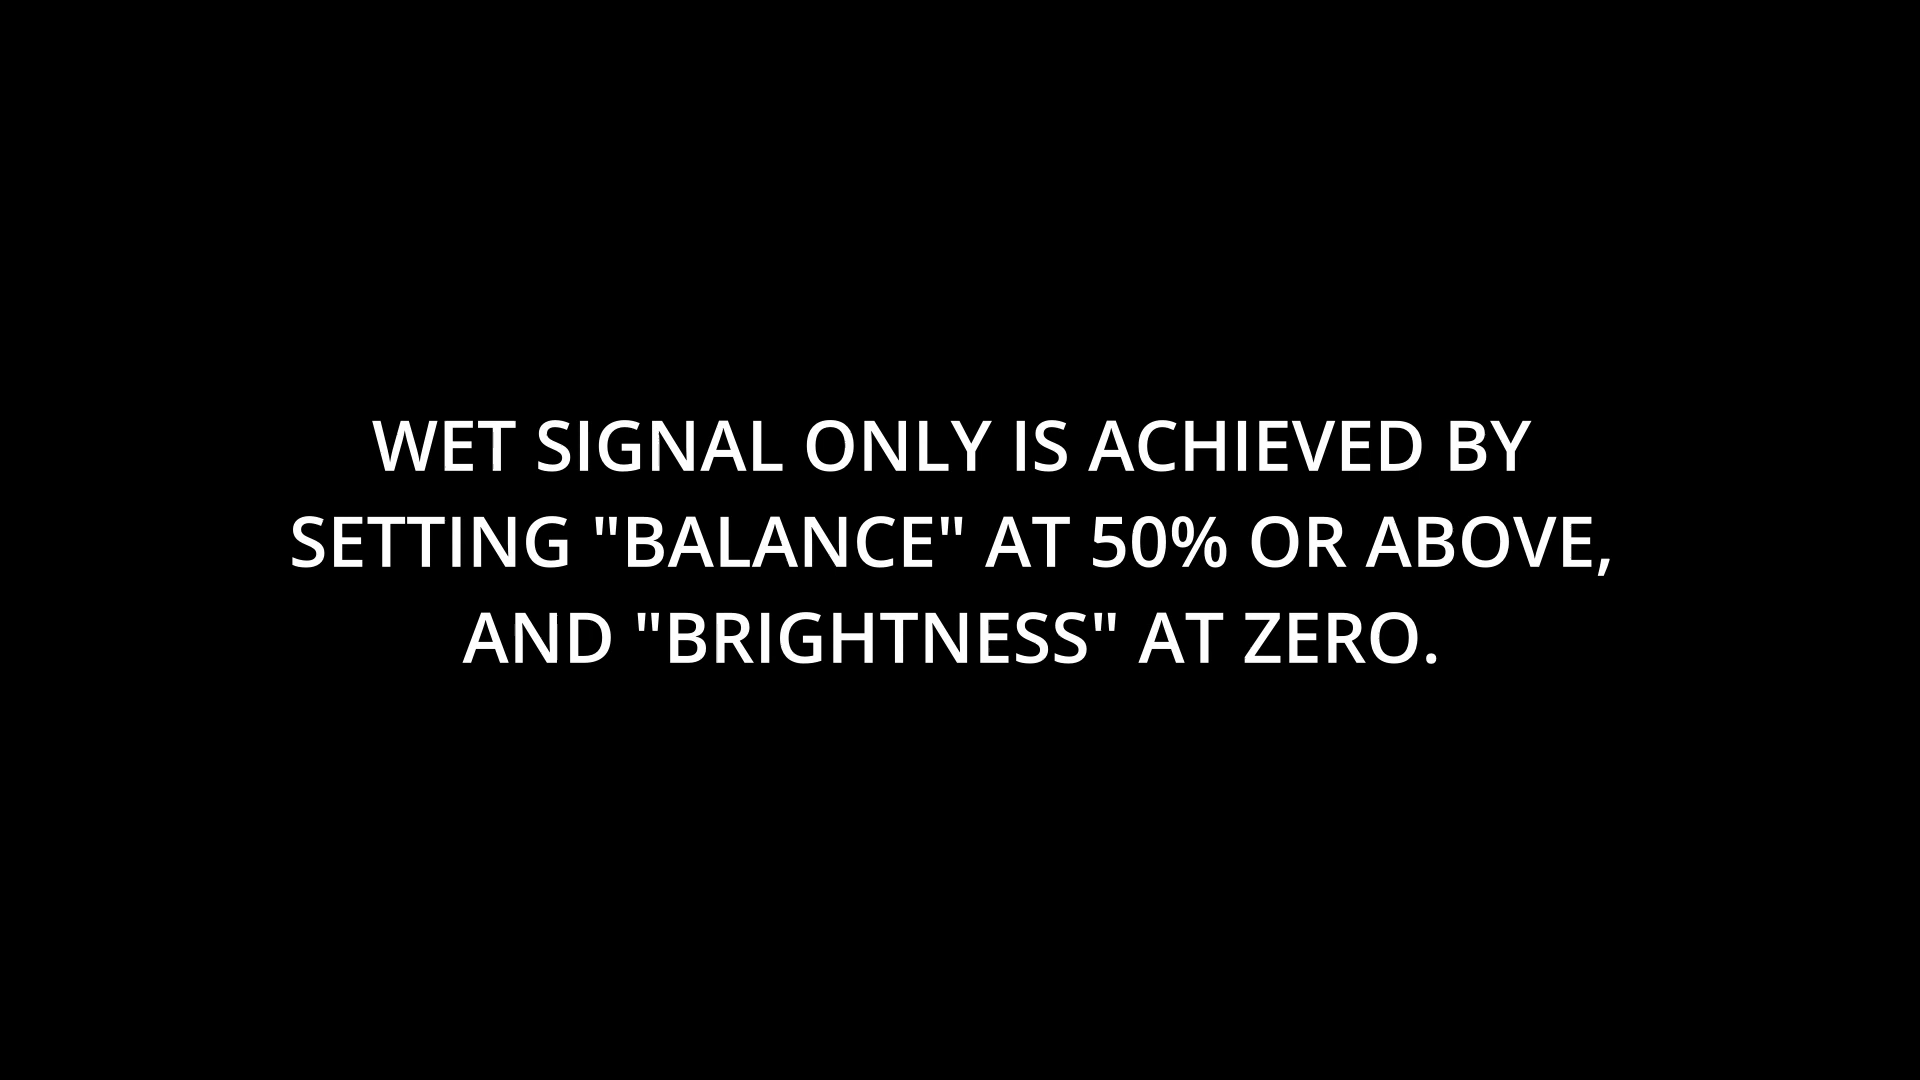 WET SIGNAL ONLY IS ACHIEVED BY
SETTING "BALANCE" AT 50% OR ABOVE,
AND "BRIGHTNESS" AT ZERO.